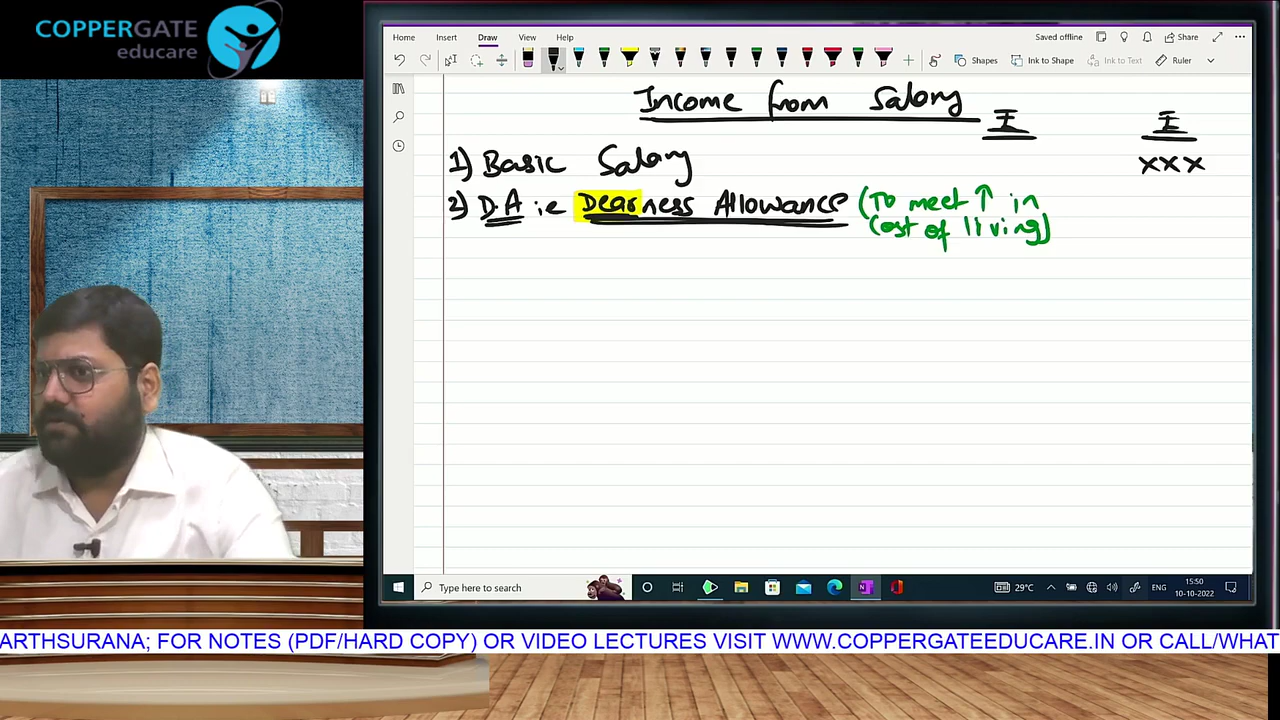 COPPERGATE
educare
Home Insert Draw View Help
Saved offline
Share
Shapes
Ink to Shape
Ink to Text
Ruler
Income from Salary
₹ ₹
1) Basic Salary xxx
2) D.A ie Dearness Allowance (To meet ↑ in
Cost of living)
Type here to search
29°C
ENG
15:50
10-10-2022
ARTHSURANA; FOR NOTES (PDF/HARD COPY) OR VIDEO LECTURES VISIT WWW.COPPERGATEEDUCARE.IN OR CALL/WHAT